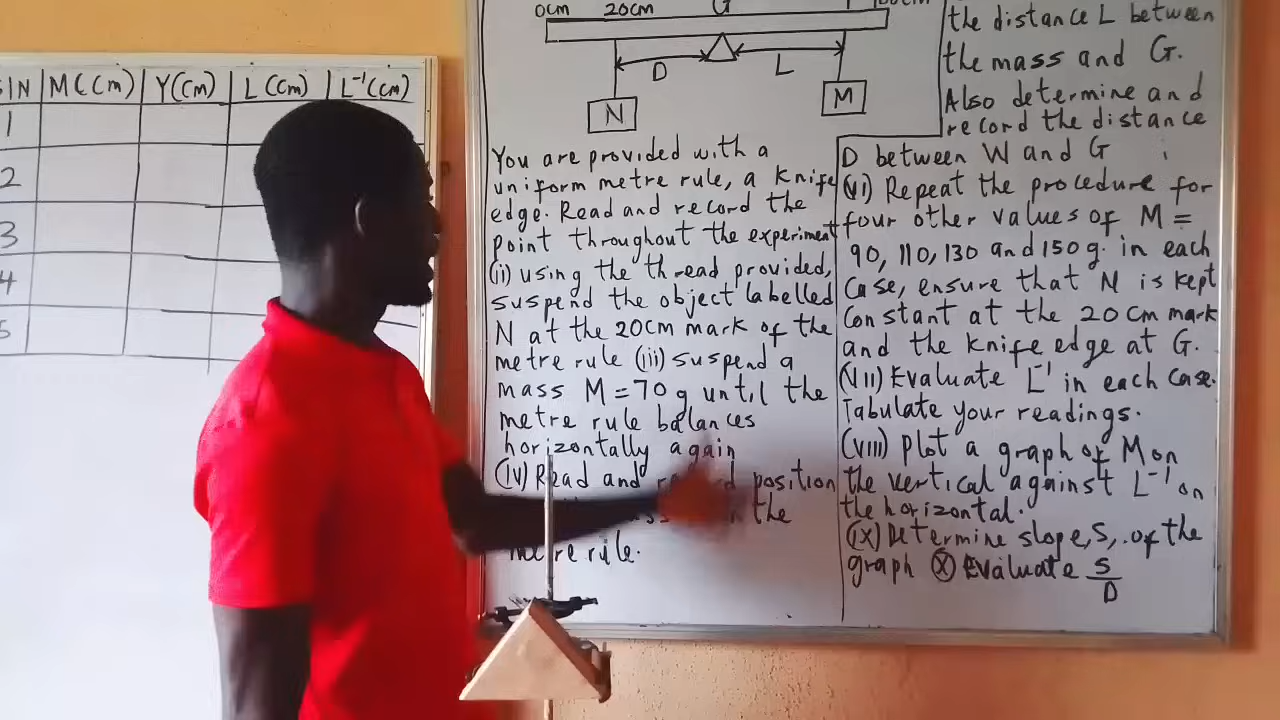 S/N M(Cm) Y(Cm) L(Cm) L⁻¹(Cm)
1
2
3
4
5
0cm 20cm G
D L
N M
You are provided with a
uniform metre rule, a knife
edge. Read and record the
point throughout the experiment
(ii) using the thread provided,
suspend the object labelled
N at the 20cm mark of the
metre rule (iii) suspend a
mass M=70g until the
metre rule balances
horizontally again
(iv) Read and position
the
metre rule.
the distance L between
the mass and G.
Also determine and
record the distance
D between W and G
(vi) Repeat the procedure for
four other values of M =
90, 110, 130 and 150g. in each
Case, ensure that N is kept
Constant at the 20cm mark
and the knife edge at G.
(VII) Evaluate L⁻¹ in each case.
Tabulate your readings.
(VIII) Plot a graph of M on
the vertical against L⁻¹ on
the horizontal.
(IX) Determine slope, S, of the
graph (X) Evaluate S/D